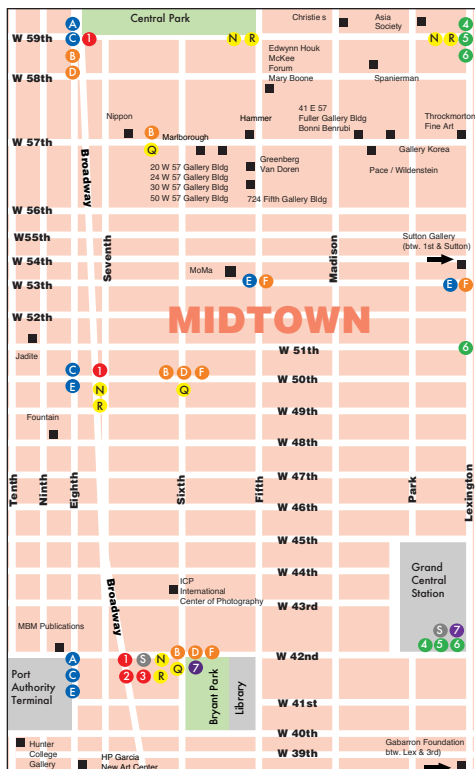 Central Park
Christie s
Asia
Society
A
4
W 59th
C
1
N
R
N
R
5
B
Edwynn Houk
McKee
Forum
Mary Boone
6
D
Spanierman
W 58th
Nippon
B
Marlborough
Hammer
41 E 57
Fuller Gallery Bldg
Bonni Benrubi
Throckmorton
Fine Art
W 57th
Q
Gallery Korea
Broadway
20 W 57 Gallery Bldg
24 W 57 Gallery Bldg
30 W 57 Gallery Bldg
50 W 57 Gallery Bldg
Greenberg
Van Doren
Pace / Wildenstein
724 Fifth Gallery Bldg
W 56th
Sutton Gallery
(btw. 1st & Sutton)
W55th
Seventh
Madison
W 54th
MoMa
W 53th
E
F
E
F
W 52th
MIDTOWN
Jadite
W 51th
6
C
1
B
D
F
W 50th
E
N
Q
R
W 49th
Fountain
W 48th
Tenth
Ninth
Eighth
Sixth
Fifth
Park
Lexington
W 47th
W 46th
W 45th
Broadway
ICP
International
Center of Photography
W 44th
Grand
Central
Station
W 43rd
MBM Publications
S
7
4
5
6
A
1
S
N
B
D
F
W 42nd
Port
Authority
Terminal
C
2
3
R
Q
7
E
Bryant Park
Library
W 41st
W 40th
Hunter
College
Gallery
HP Garcia
New Art Center
W 39th
Gabarron Foundation
btw. Lex & 3rd)